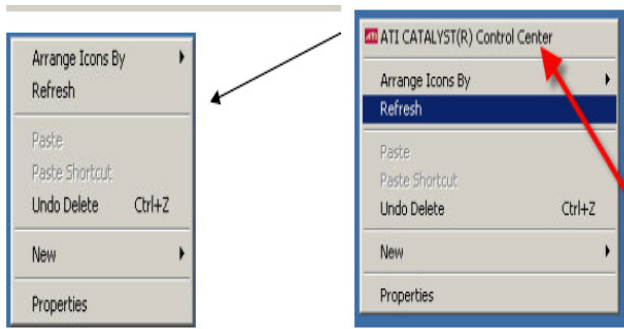 Arrange Icons By
Refresh
Paste
Paste Shortcut
Undo Delete Ctrl+Z
New
Properties
ATI ATI CATALYST(R) Control Center
Arrange Icons By
Refresh
Paste
Paste Shortcut
Undo Delete Ctrl+Z
New
Properties